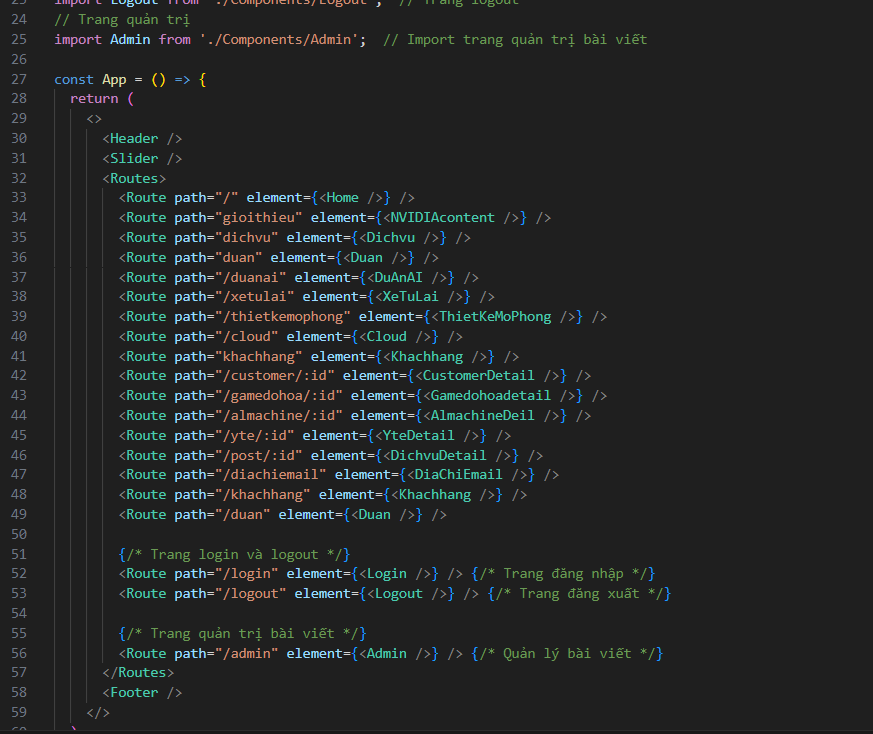 23 import Logout from './Components/Logout'; // Trang logout
24 // Trang quản trị
25 import Admin from './Components/Admin'; // Import trang quản trị bài viết
26
27 const App = () => {
28 return (
29 <>
30 <Header />
31 <Slider />
32 <Routes>
33 <Route path="/" element={<Home />} />
34 <Route path="gioithieu" element={<NVIDIAcontent />} />
35 <Route path="dichvu" element={<Dichvu />} />
36 <Route path="duan" element={<Duan />} />
37 <Route path="/duanai" element={<DuAnAI />} />
38 <Route path="/xetulai" element={<XeTuLai />} />
39 <Route path="/thietkemophong" element={<ThietKeMoPhong />} />
40 <Route path="/cloud" element={<Cloud />} />
41 <Route path="khachhang" element={<Khachhang />} />
42 <Route path="/customer/:id" element={<CustomerDetail />} />
43 <Route path="/gamedohoa/:id" element={<Gamedohoadetail />} />
44 <Route path="/almachine/:id" element={<AlmachineDeil />} />
45 <Route path="/yte/:id" element={<YteDetail />} />
46 <Route path="/post/:id" element={<DichvuDetail />} />
47 <Route path="/diachiemail" element={<DiaChiEmail />} />
48 <Route path="/khachhang" element={<Khachhang />} />
49 <Route path="/duan" element={<Duan />} />
50
51 {/* Trang login và logout */}
52 <Route path="/login" element={<Login />} /> {/* Trang đăng nhập */}
53 <Route path="/logout" element={<Logout />} /> {/* Trang đăng xuất */}
54
55 {/* Trang quản trị bài viết */}
56 <Route path="/admin" element={<Admin />} /> {/* Quản lý bài viết */}
57 </Routes>
58 <Footer />
59 </>
60 )